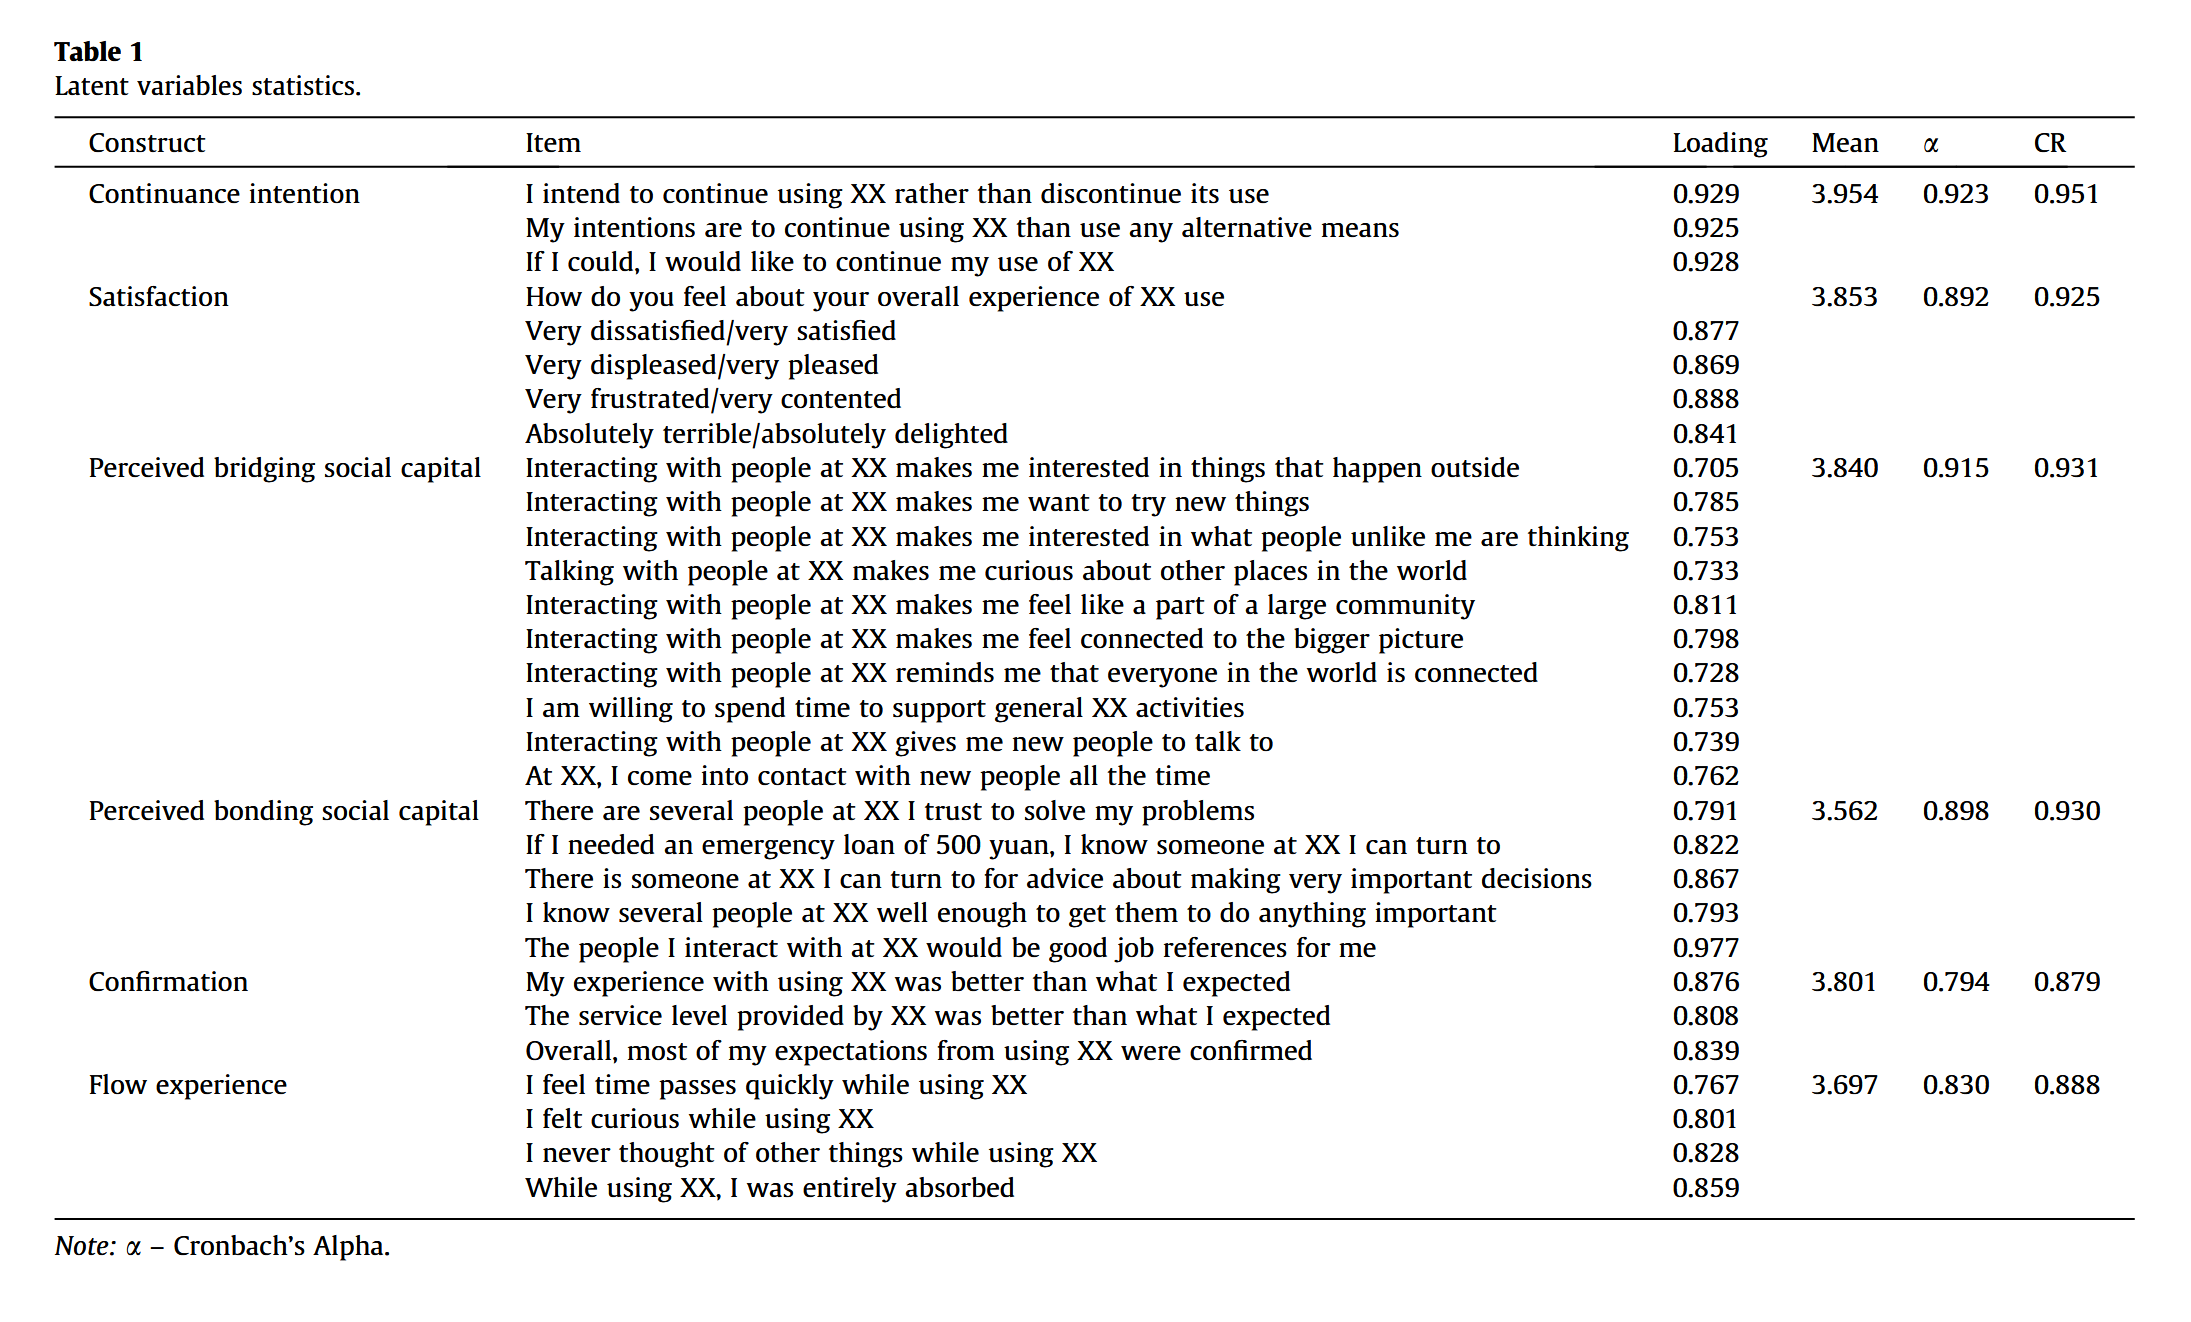 Table 1
Latent variables statistics.
Construct Item Loading Mean α CR
Continuance intention I intend to continue using XX rather than discontinue its use 0.929 3.954 0.923 0.951
My intentions are to continue using XX than use any alternative means 0.925
If I could, I would like to continue my use of XX 0.928
Satisfaction How do you feel about your overall experience of XX use 3.853 0.892 0.925
Very dissatisfied/very satisfied 0.877
Very displeased/very pleased 0.869
Very frustrated/very contented 0.888
Absolutely terrible/absolutely delighted 0.841
Perceived bridging social capital Interacting with people at XX makes me interested in things that happen outside 0.705 3.840 0.915 0.931
Interacting with people at XX makes me want to try new things 0.785
Interacting with people at XX makes me interested in what people unlike me are thinking 0.753
Talking with people at XX makes me curious about other places in the world 0.733
Interacting with people at XX makes me feel like a part of a large community 0.811
Interacting with people at XX makes me feel connected to the bigger picture 0.798
Interacting with people at XX reminds me that everyone in the world is connected 0.728
I am willing to spend time to support general XX activities 0.753
Interacting with people at XX gives me new people to talk to 0.739
At XX, I come into contact with new people all the time 0.762
Perceived bonding social capital There are several people at XX I trust to solve my problems 0.791 3.562 0.898 0.930
If I needed an emergency loan of 500 yuan, I know someone at XX I can turn to 0.822
There is someone at XX I can turn to for advice about making very important decisions 0.867
I know several people at XX well enough to get them to do anything important 0.793
The people I interact with at XX would be good job references for me 0.977
Confirmation My experience with using XX was better than what I expected 0.876 3.801 0.794 0.879
The service level provided by XX was better than what I expected 0.808
Overall, most of my expectations from using XX were confirmed 0.839
Flow experience I feel time passes quickly while using XX 0.767 3.697 0.830 0.888
I felt curious while using XX 0.801
I never thought of other things while using XX 0.828
While using XX, I was entirely absorbed 0.859
Note: α – Cronbach's Alpha.